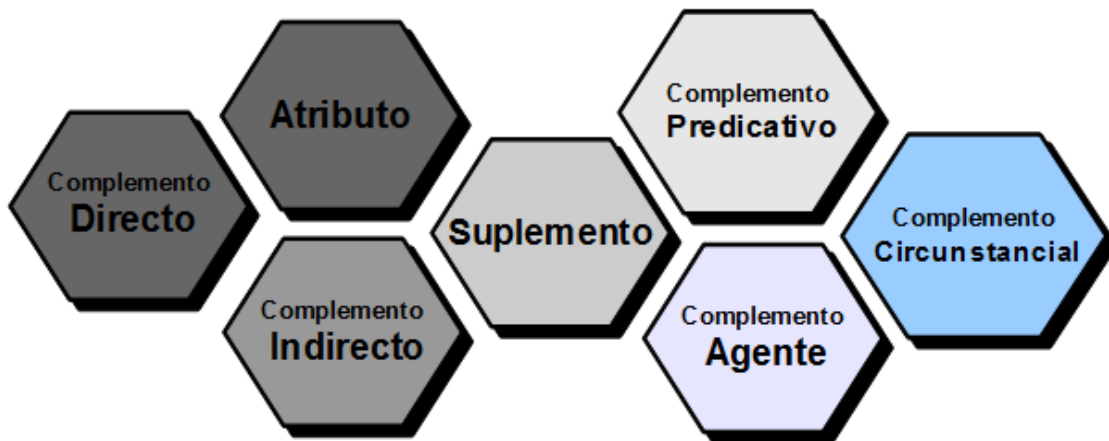 Complemento
Directo
Atributo
Complemento
Indirecto
Suplemento
Complemento
Predicativo
Complemento
Agente
Complemento
Circunstancial